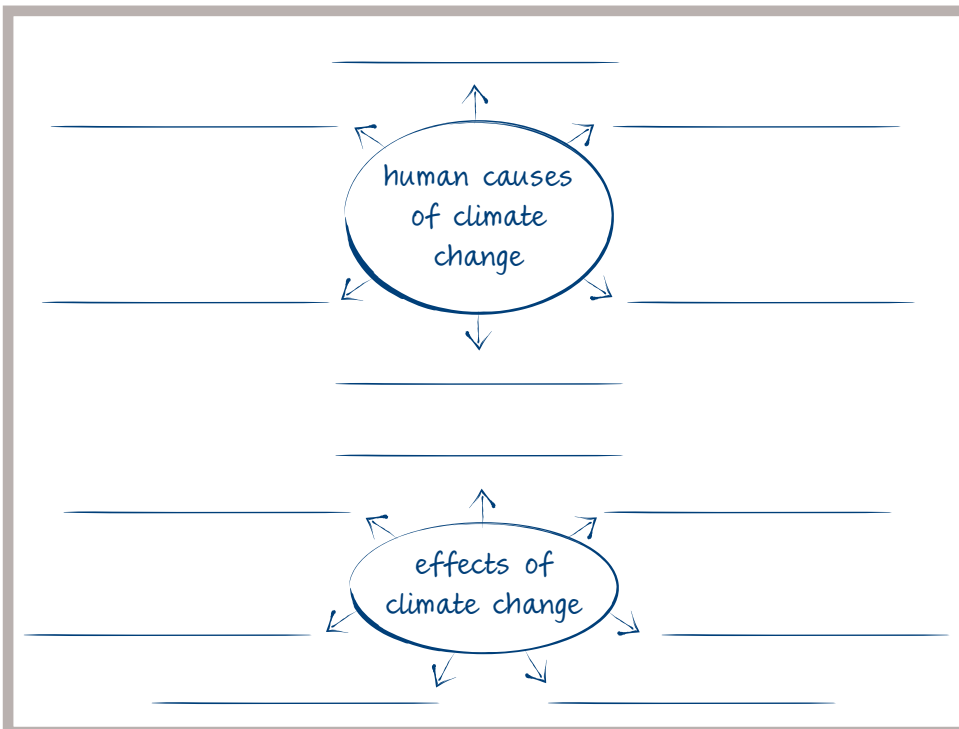 human causes
of climate
change
effects of
climate change